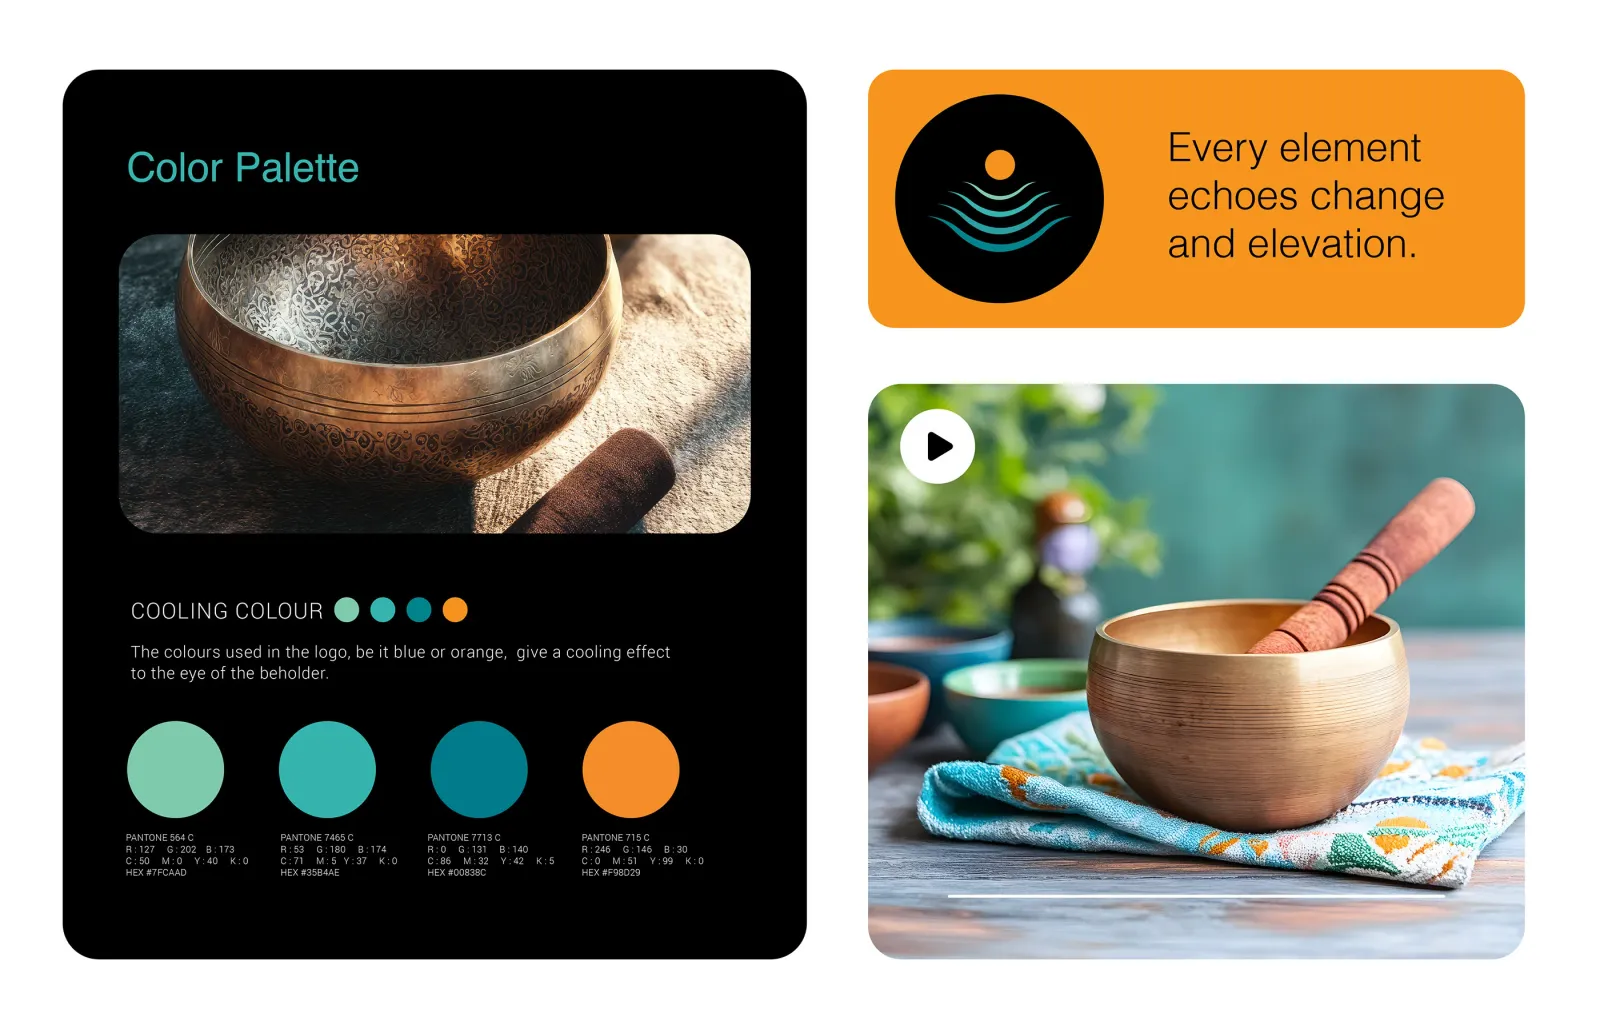 Color Palette
COOLING COLOUR
The colours used in the logo, be it blue or orange,  give a cooling effect
to the eye of the beholder.
PANTONE 564 C
R : 127 G : 202 B : 173
C : 50 M : 0 Y : 40 K : 0
HEX #7FCAAD
PANTONE 7465 C
R : 53 G : 180 B : 174
C : 71 M : 5 Y : 37 K : 0
HEX #35B4AE
PANTONE 7713 C
R : 0 G : 131 B : 140
C : 86 M : 32 Y : 42 K : 5
HEX #00838C
PANTONE 715 C
R : 246 G : 146 B : 30
C : 0 M : 51 Y : 99 K : 0
HEX #F98D29
Every element
echoes change
and elevation.